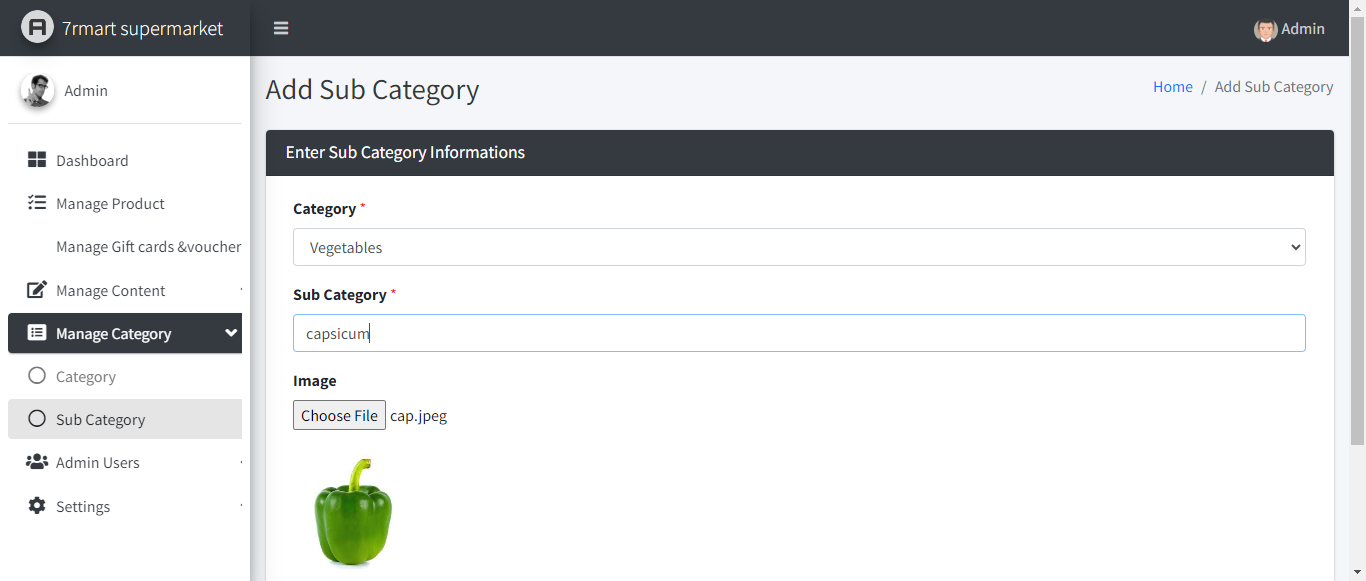 7rmart supermarket
Admin
Admin
Dashboard
Manage Product
Manage Gift cards &voucher
Manage Content
Manage Category
Category
Sub Category
Admin Users
Settings
Add Sub Category
Home / Add Sub Category
Enter Sub Category Informations
Category *
Vegetables
Sub Category *
capsicum
Image
Choose File cap.jpeg